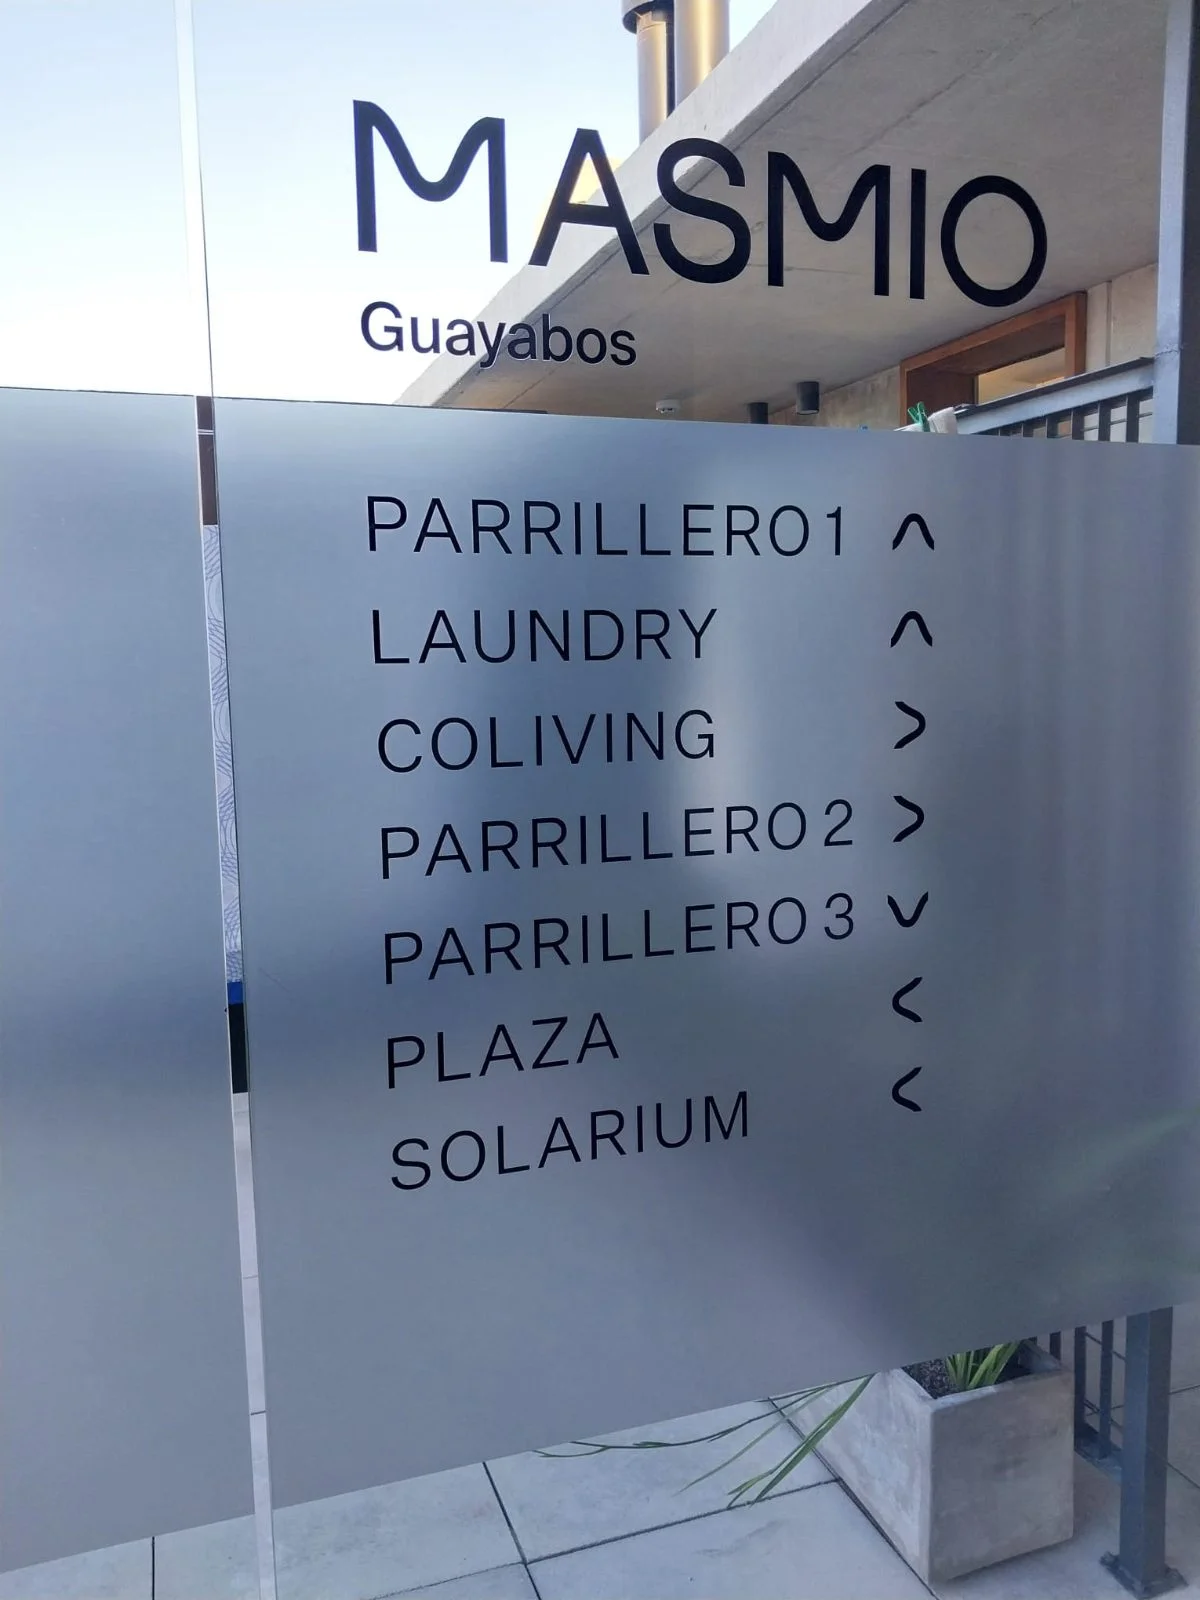 MASMIO
Guayabos
PARRILLERO 1 ^
LAUNDRY ^
COLIVING >
PARRILLERO 2 >
PARRILLERO 3 ˅
PLAZA <
SOLARIUM <